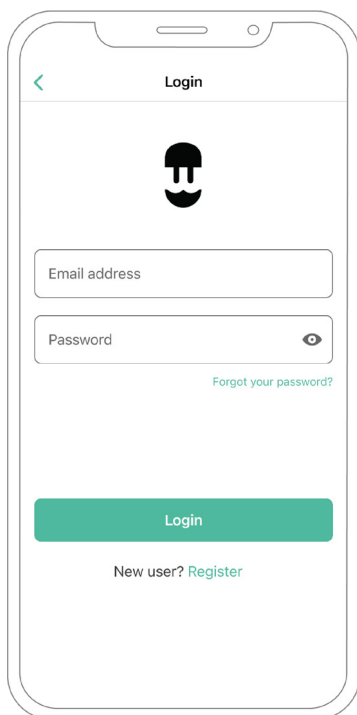 Login
Email address
Password
Forgot your password?
Login
New user? Register